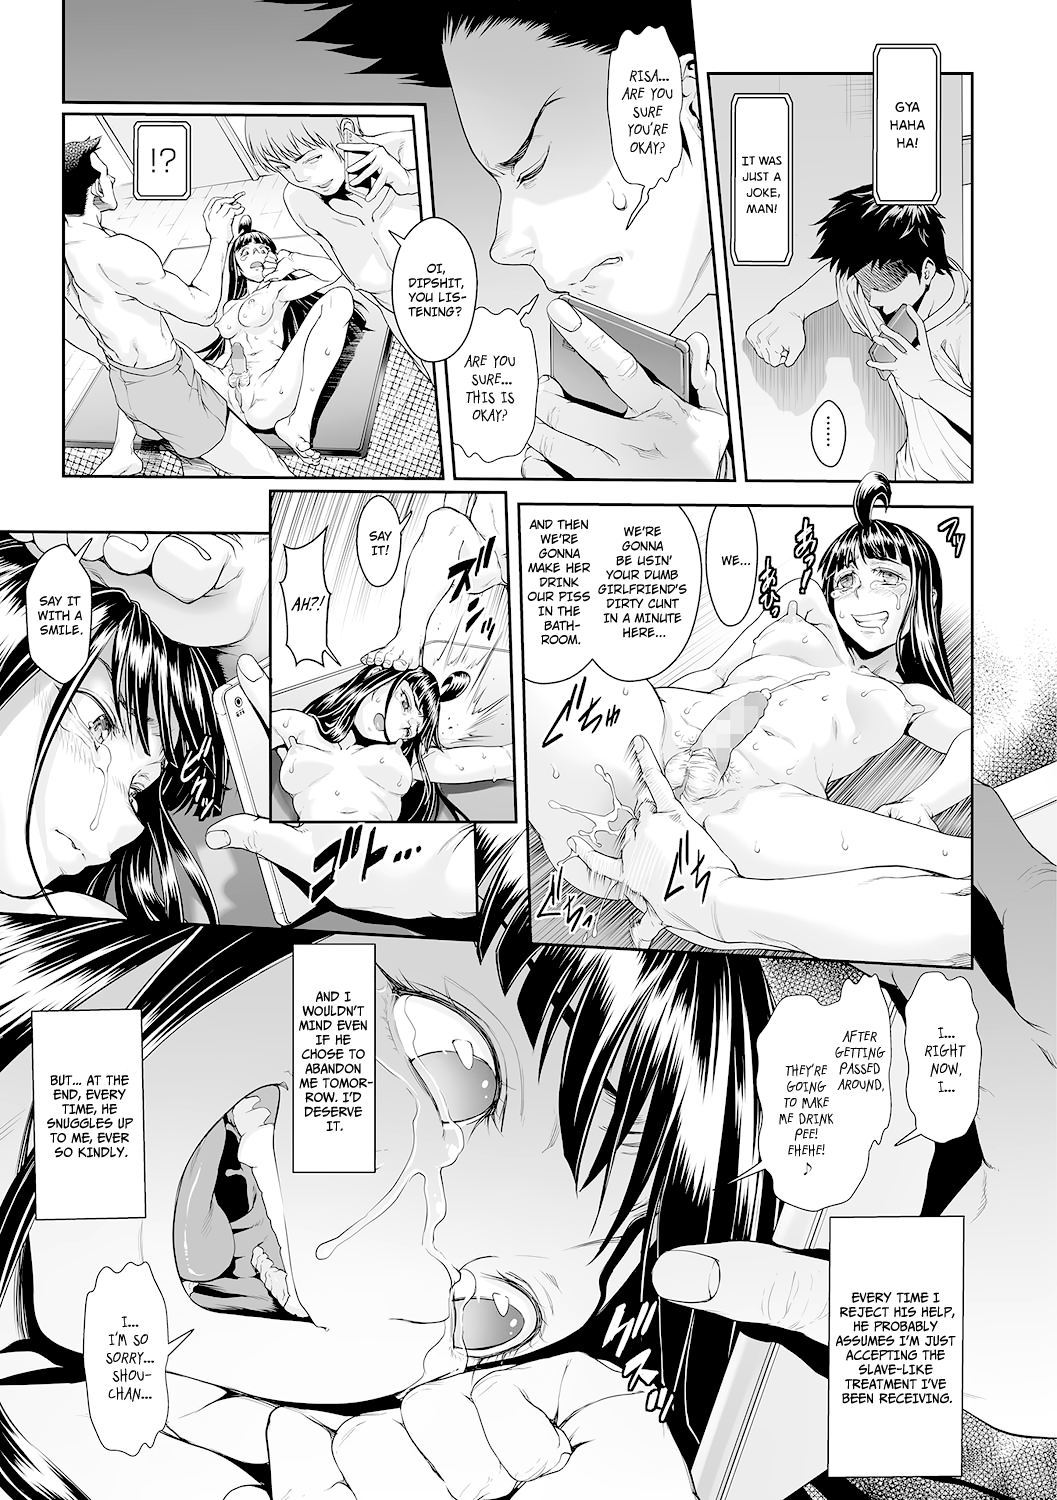 GYA
HAHA
HA!
IT WAS
JUST A
JOKE,
MAN!
RISA...
ARE YOU
SURE
YOU'RE
OKAY?
ARE YOU
SURE...
THIS IS
OKAY?
!?
OI,
DIPSHIT,
YOU LIS-
TENING?
WE...
WE'RE
GONNA
BE USIN'
YOUR DUMB
GIRLFRIEND'S
DIRTY CUNT
IN A MINUTE
HERE...
AND THEN
WE'RE
GONNA
MAKE HER
DRINK
OUR PISS
IN THE
BATH-
ROOM.
SAY
IT!
AH?!
SAY IT
WITH A
SMILE.
I...
RIGHT
NOW,
I...
AFTER
GETTING
PASSED
AROUND,
THEY'RE
GOING
TO MAKE
ME DRINK
PEE!
EHEHE!
♪
EVERY TIME I
REJECT HIS HELP,
HE PROBABLY
ASSUMES I'M JUST
ACCEPTING THE
SLAVE-LIKE
TREATMENT I'VE
BEEN RECEIVING.
AND I
WOULDN'T
MIND EVEN
IF HE
CHOSE TO
ABANDON
ME TOMOR-
ROW. I'D
DESERVE
IT.
BUT... AT THE
END, EVERY
TIME, HE
SNUGGLES UP
TO ME, EVER
SO KINDLY.
I...
I'M SO
SORRY...
SHOU-
CHAN...